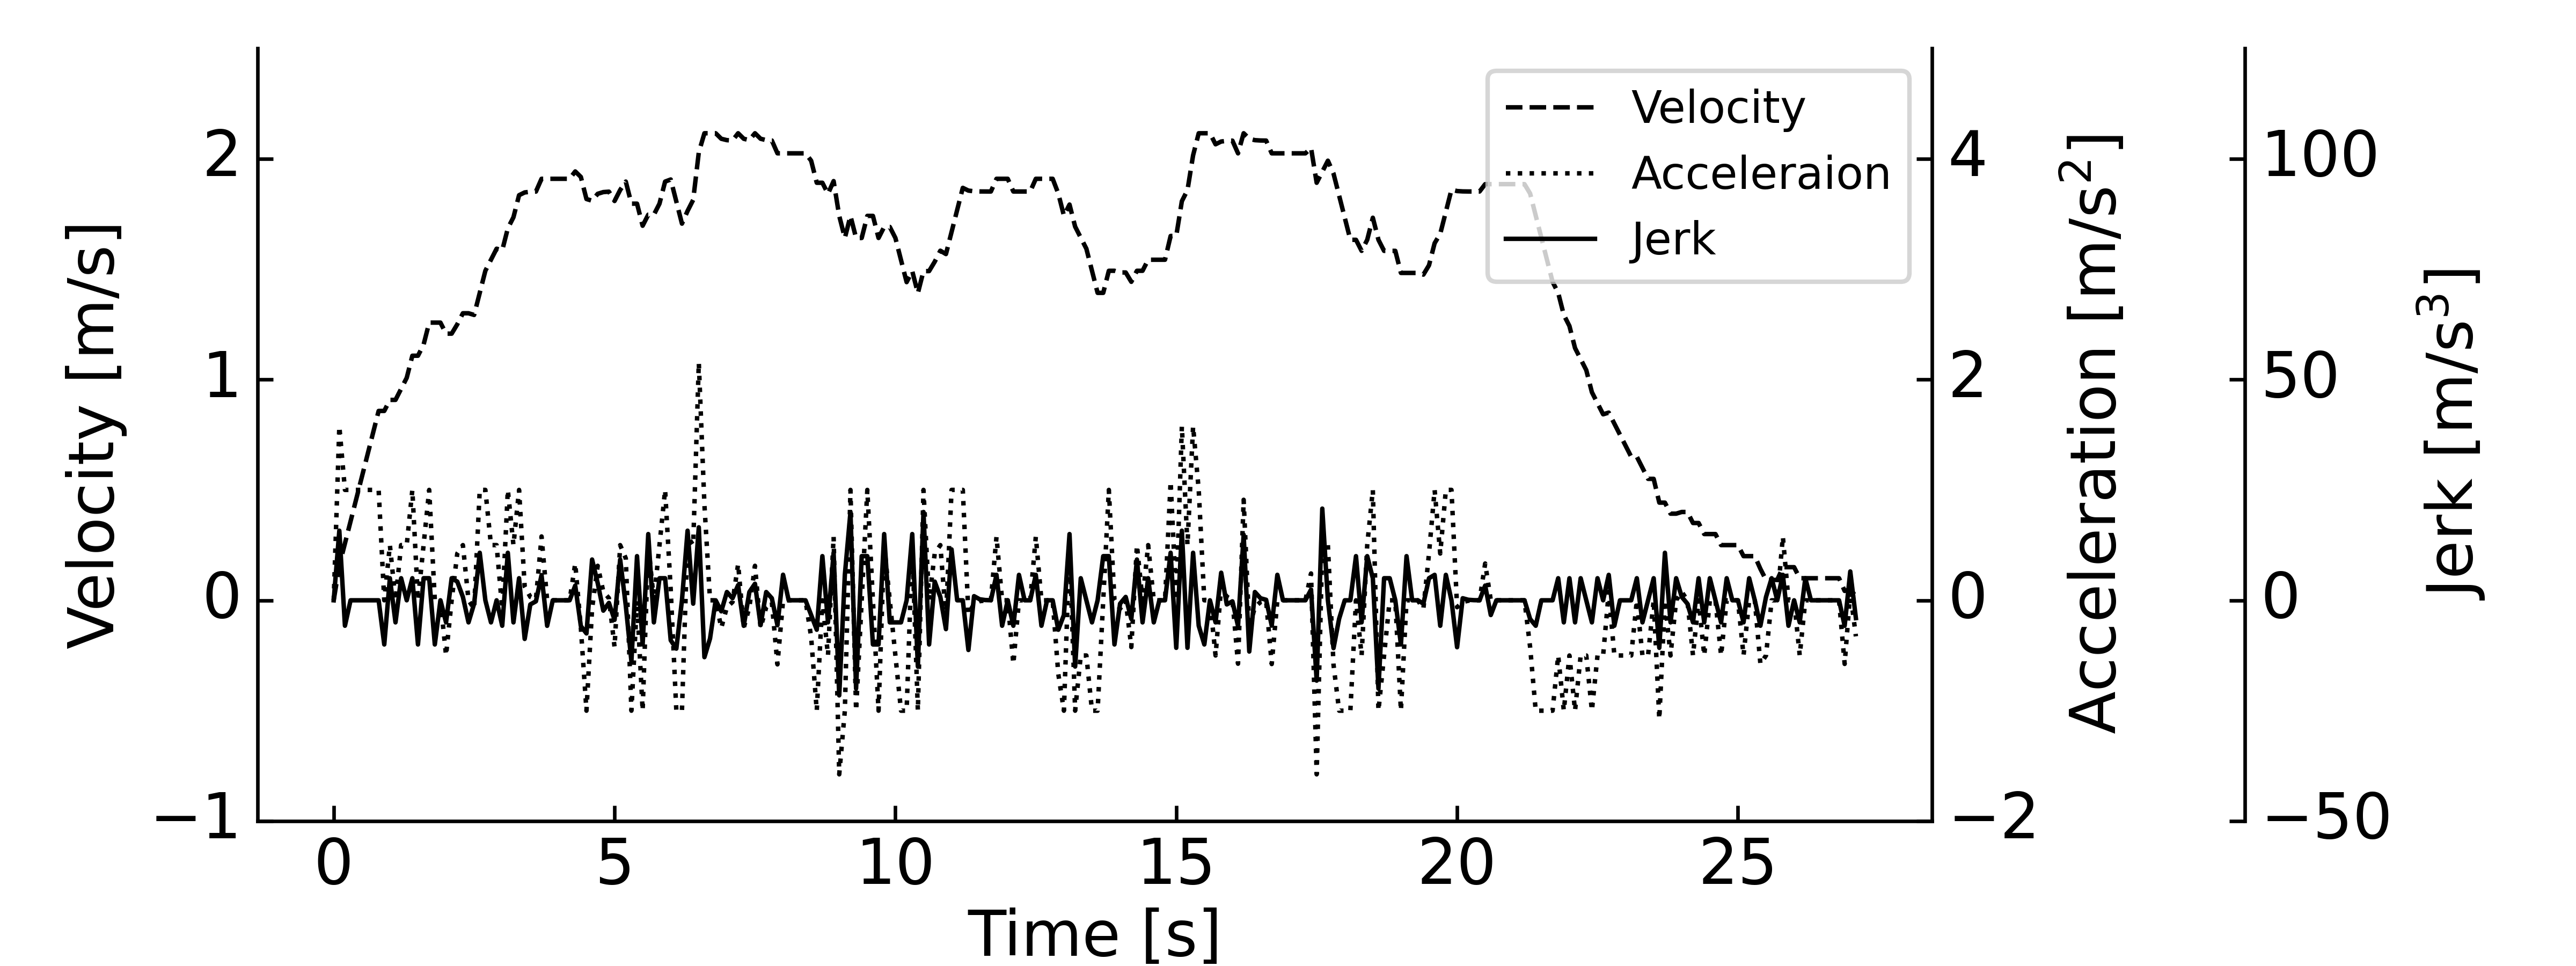 Velocity [m/s]
2
1
0
−1
0 5 10 15 20 25
Time [s]
Velocity
Acceleraion
Jerk
4
2
0
−2
Acceleration [m/s²]
100
50
0
−50
Jerk [m/s³]